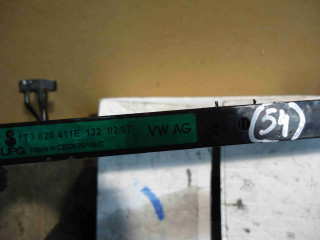 1T0 820 411E 122 02 07 VW AG
MADE IN CZECH REPUBLIC
54